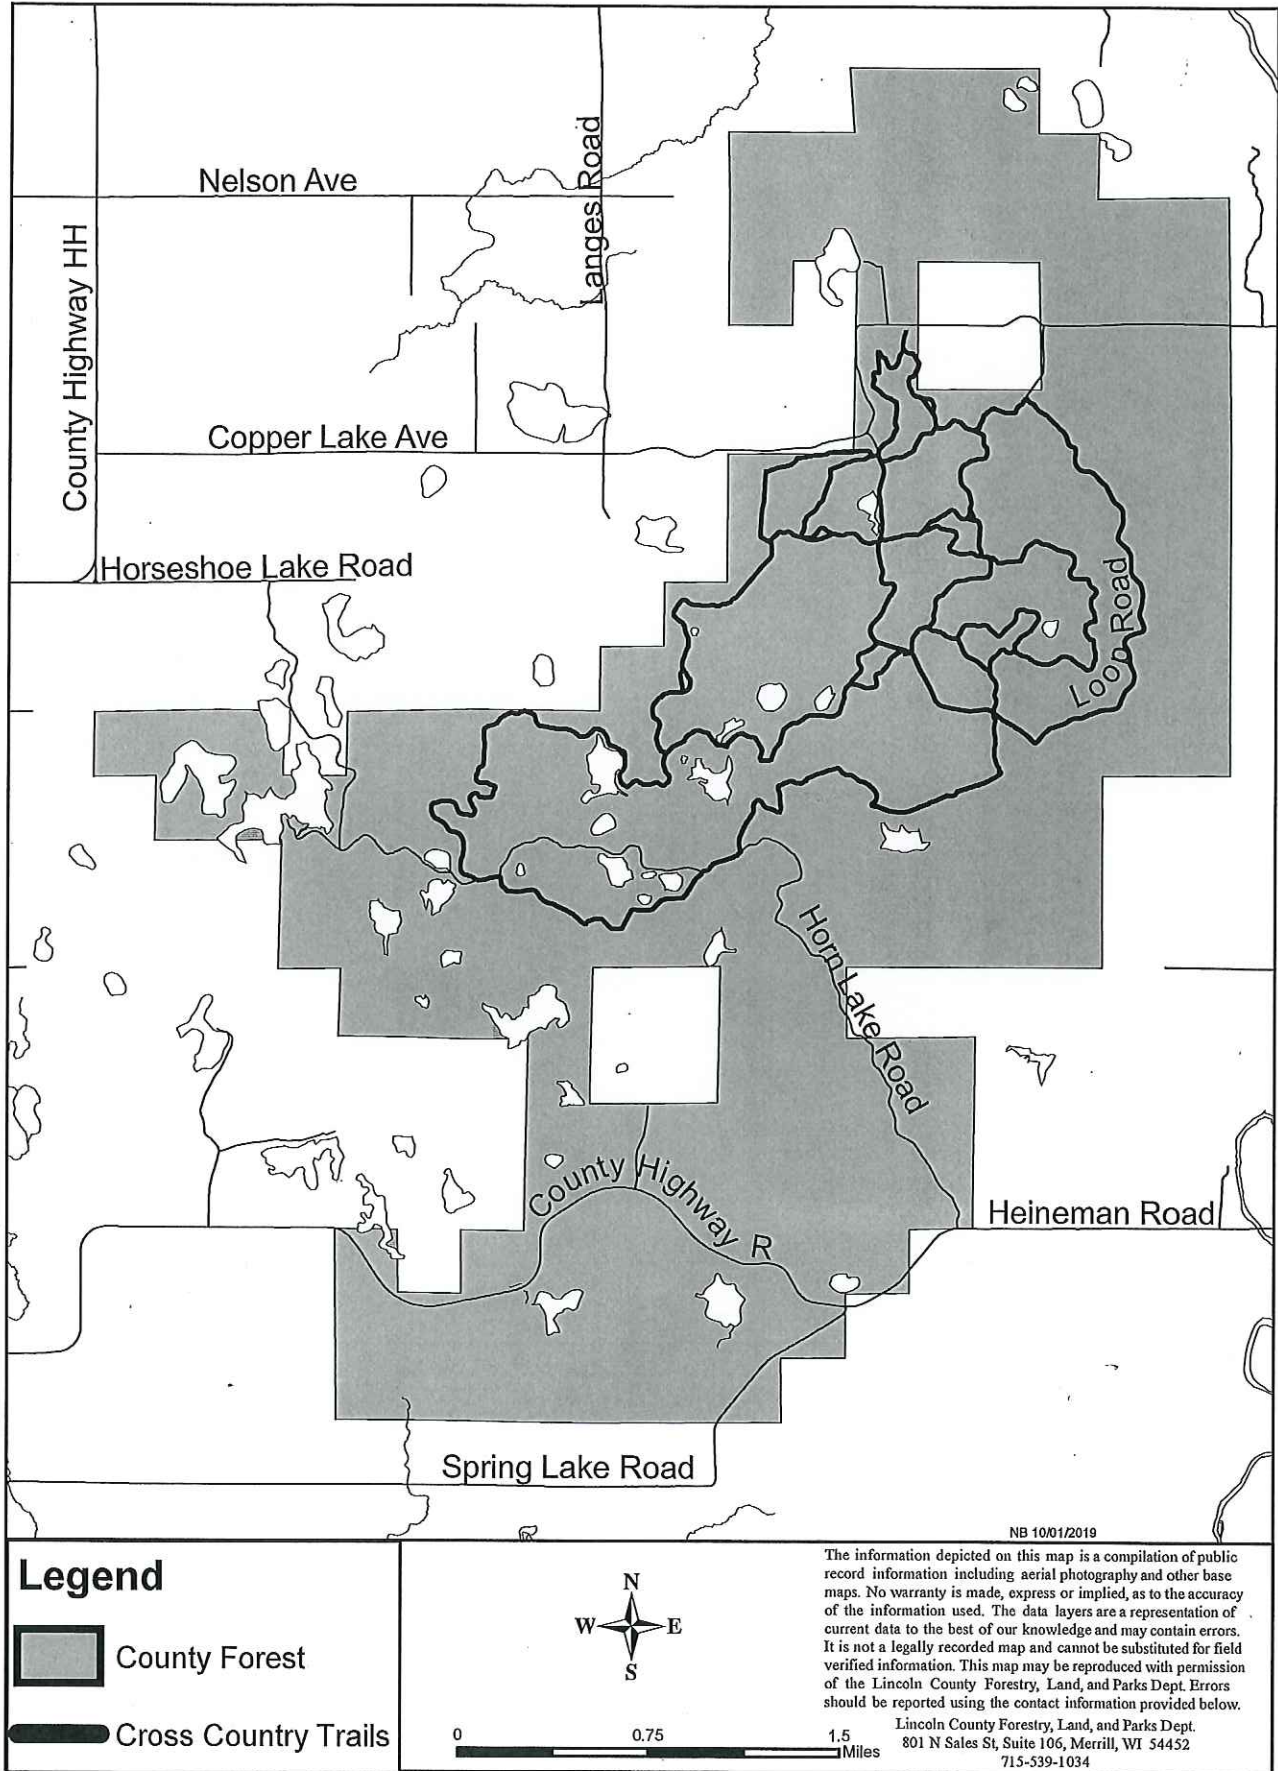 Nelson Ave
Langes Road
County Highway HH
Copper Lake Ave
Horseshoe Lake Road
Loop Road
Horn Lake Road
County Highway R
Heineman Road
Spring Lake Road
NB 10/01/2019
Legend
County Forest
Cross Country Trails
N
W E
S
0 0.75 1.5
Miles
The information depicted on this map is a compilation of public
record information including aerial photography and other base
maps. No warranty is made, express or implied, as to the accuracy
of the information used. The data layers are a representation of
current data to the best of our knowledge and may contain errors.
It is not a legally recorded map and cannot be substituted for field
verified information. This map may be reproduced with permission
of the Lincoln County Forestry, Land, and Parks Dept. Errors
should be reported using the contact information provided below.
Lincoln County Forestry, Land, and Parks Dept.
801 N Sales St, Suite 106, Merrill, WI 54452
715-539-1034